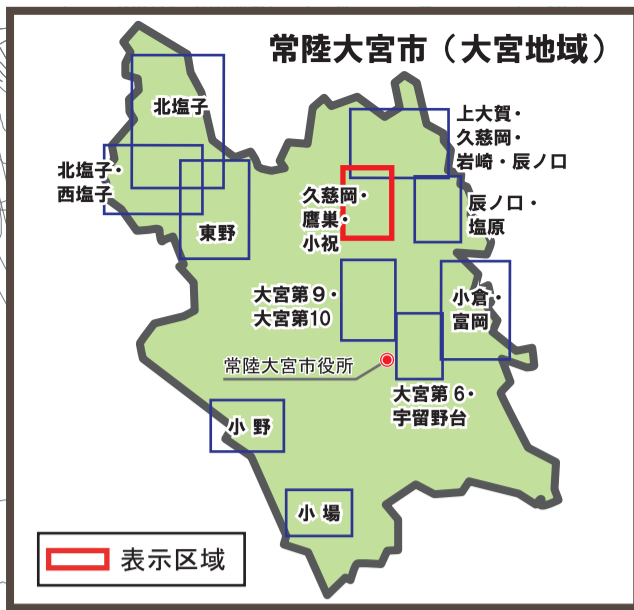 常陸大宮市（大宮地域）
北塩子
上大賀・
久慈岡・
岩崎・辰ノ口
北塩子・
西塩子
久慈岡・
鷹巣・
小祝
辰ノ口・
塩原
東野
大宮第９・
大宮第10
小倉・
富岡
常陸大宮市役所
大宮第６・
宇留野台
小 野
小 場
表示区域